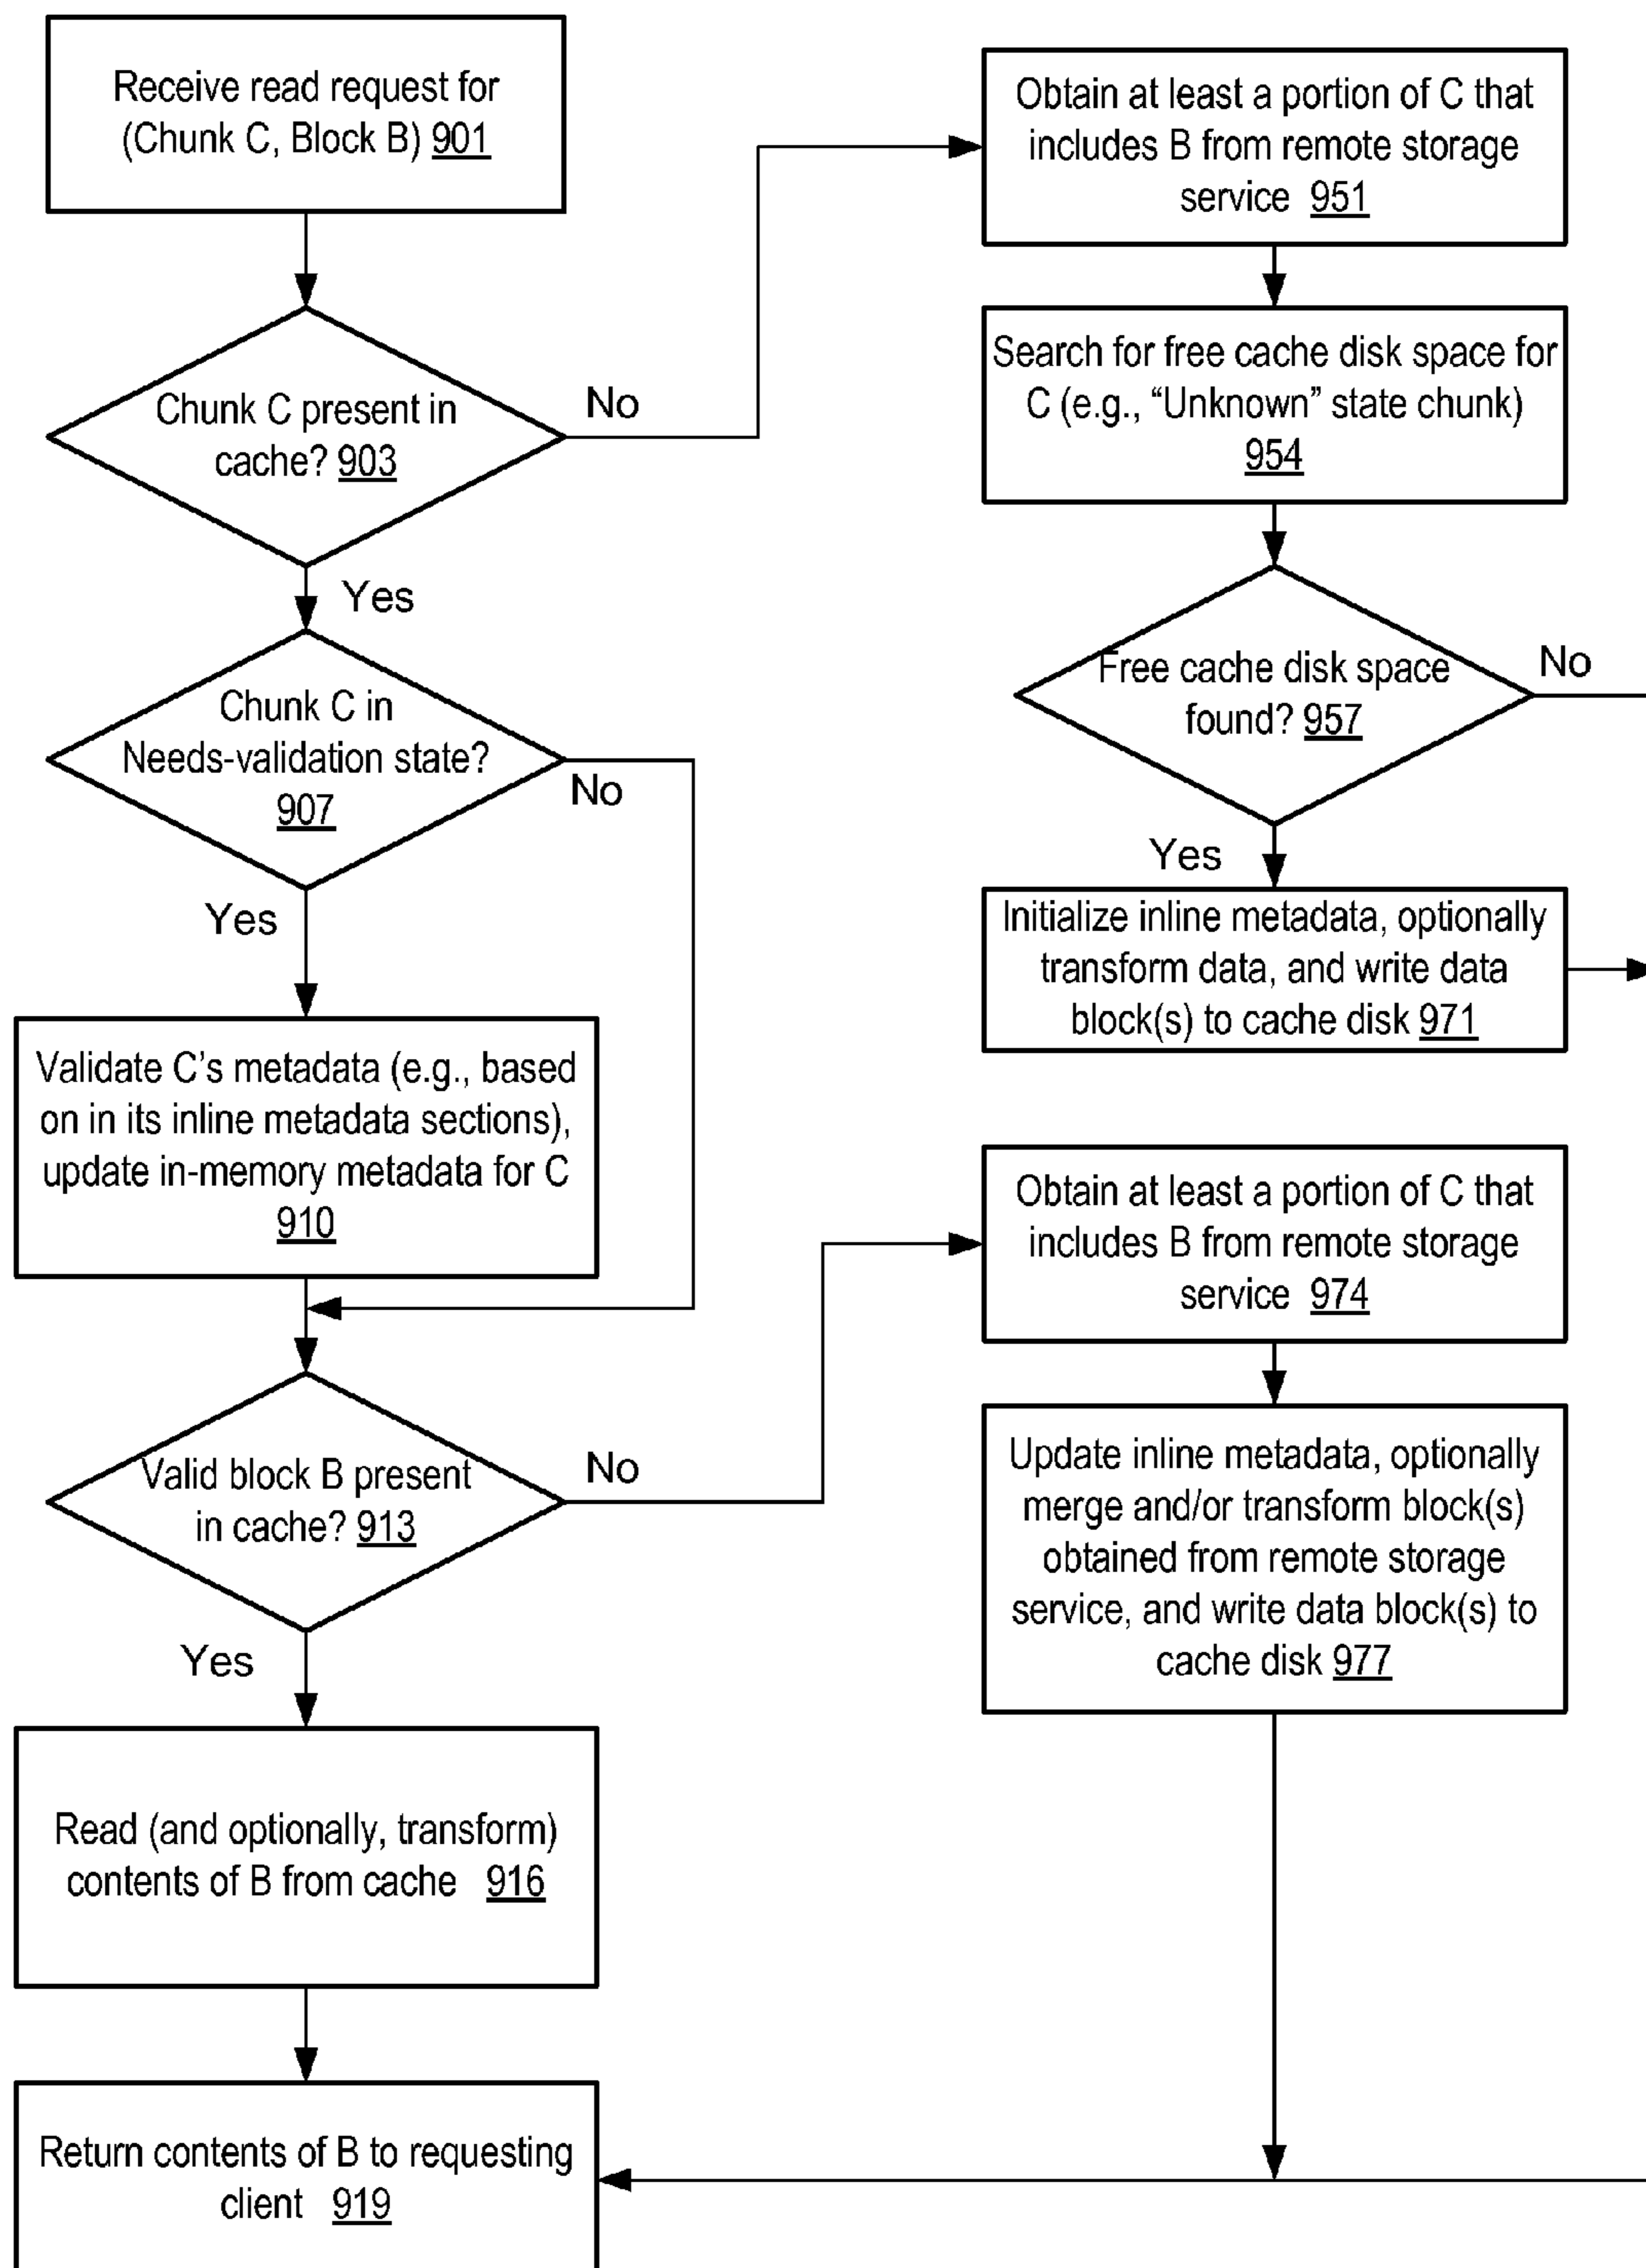 Receive read request for
(Chunk C, Block B) 901
Chunk C present in
cache? 903
No
Yes
Chunk C in
Needs-validation state?
907
No
Yes
Validate C's metadata (e.g., based
on in its inline metadata sections),
update in-memory metadata for C
910
Valid block B present
in cache? 913
No
Yes
Read (and optionally, transform)
contents of B from cache 916
Return contents of B to requesting
client 919
Obtain at least a portion of C that
includes B from remote storage
service 951
Search for free cache disk space for
C (e.g., “Unknown” state chunk)
954
Free cache disk space
found? 957
No
Yes
Initialize inline metadata, optionally
transform data, and write data
block(s) to cache disk 971
Obtain at least a portion of C that
includes B from remote storage
service 974
Update inline metadata, optionally
merge and/or transform block(s)
obtained from remote storage
service, and write data block(s) to
cache disk 977